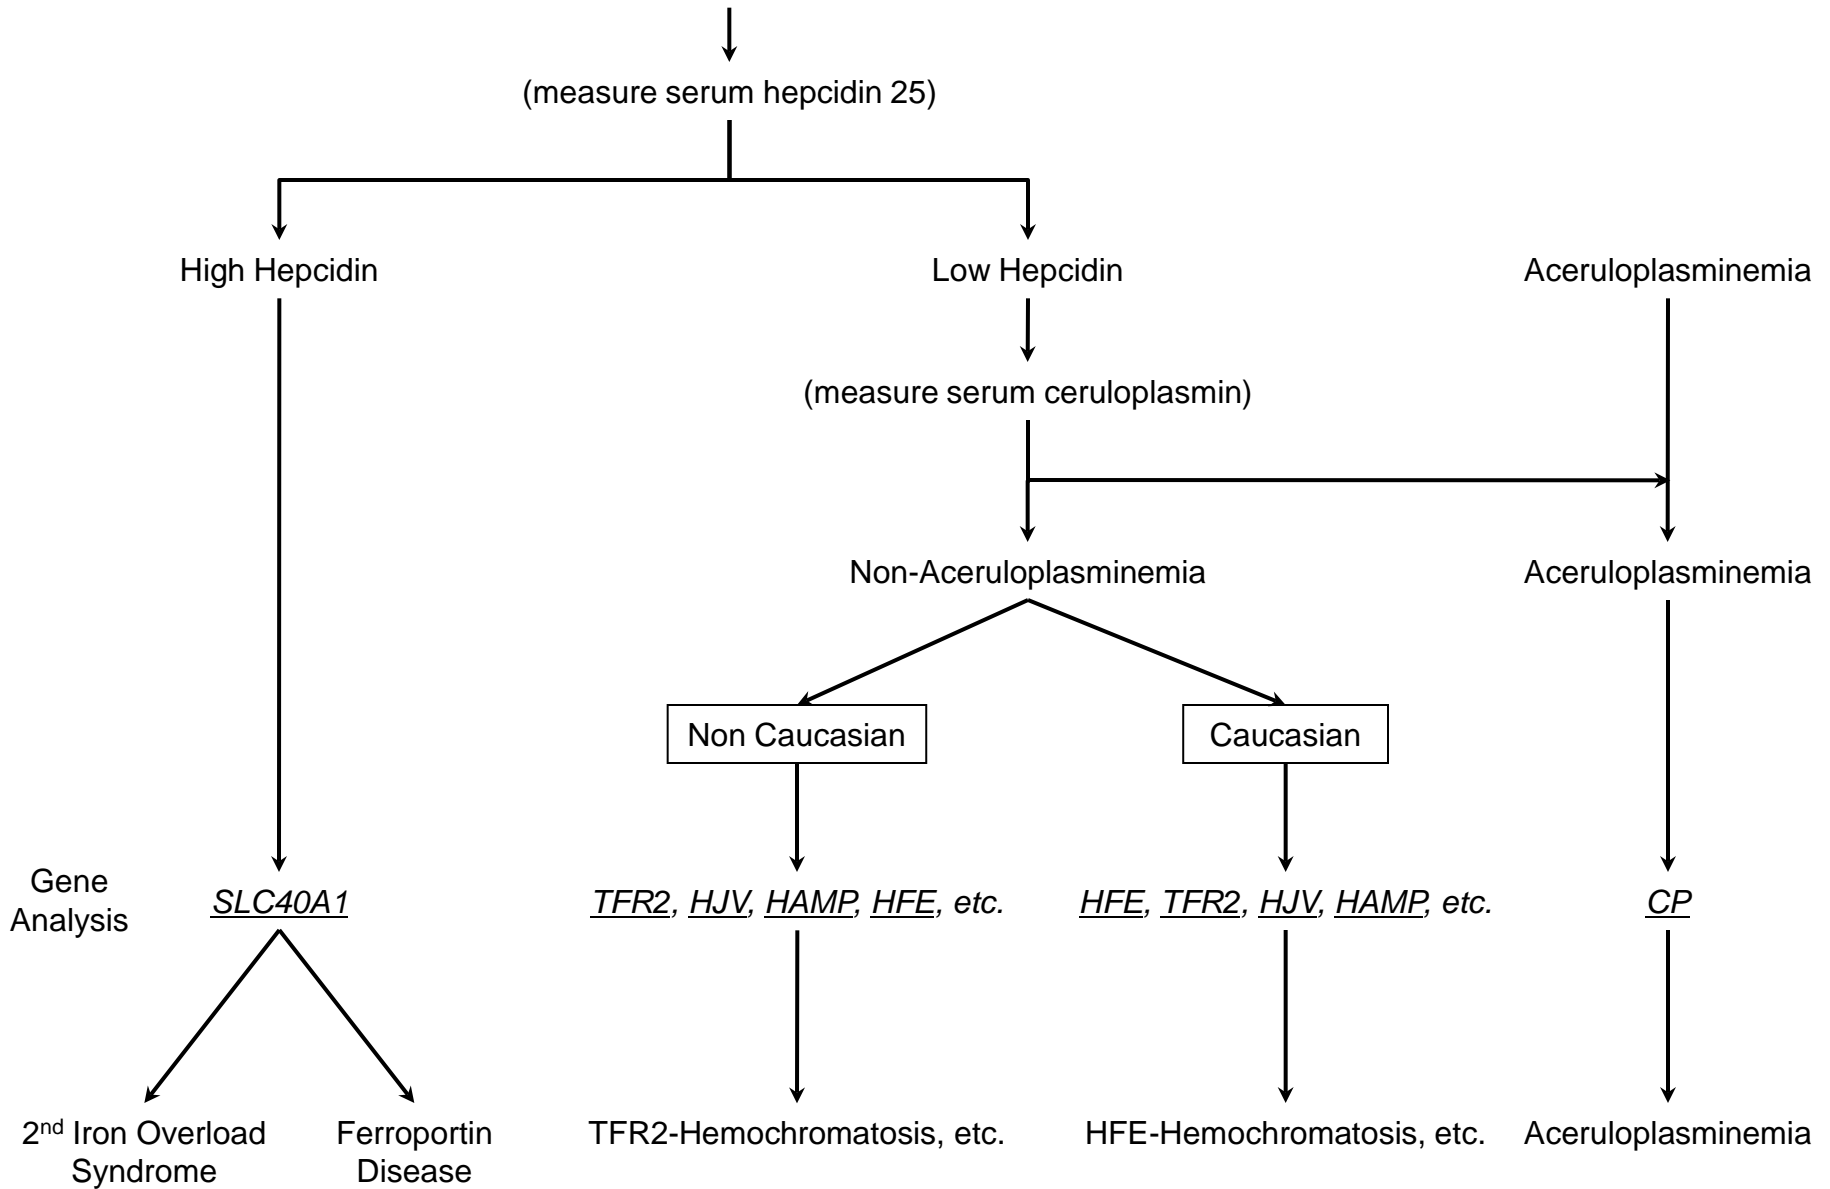 (measure serum hepcidin 25)
High Hepcidin
Low Hepcidin
Aceruloplasminemia
(measure serum ceruloplasmin)
Non-Aceruloplasminemia
Aceruloplasminemia
Non Caucasian
Caucasian
Gene
Analysis
SLC40A1
TFR2, HJV, HAMP, HFE, etc.
HFE, TFR2, HJV, HAMP, etc.
CP
2nd Iron Overload
Syndrome
Ferroportin
Disease
TFR2-Hemochromatosis, etc.
HFE-Hemochromatosis, etc.
Aceruloplasminemia